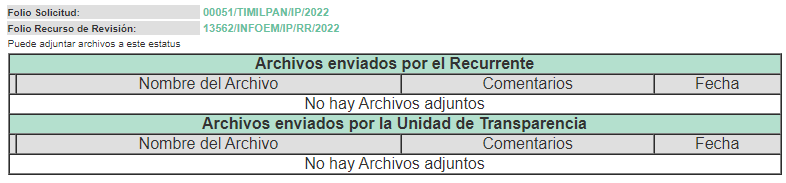 Folio Solicitud: 00051/TIMILPAN/IP/2022
Folio Recurso de Revisión: 13562/INFOEM/IP/RR/2022
Puede adjuntar archivos a este estatus
Archivos enviados por el Recurrente
Nombre del Archivo Comentarios Fecha
No hay Archivos adjuntos
Archivos enviados por la Unidad de Transparencia
Nombre del Archivo Comentarios Fecha
No hay Archivos adjuntos